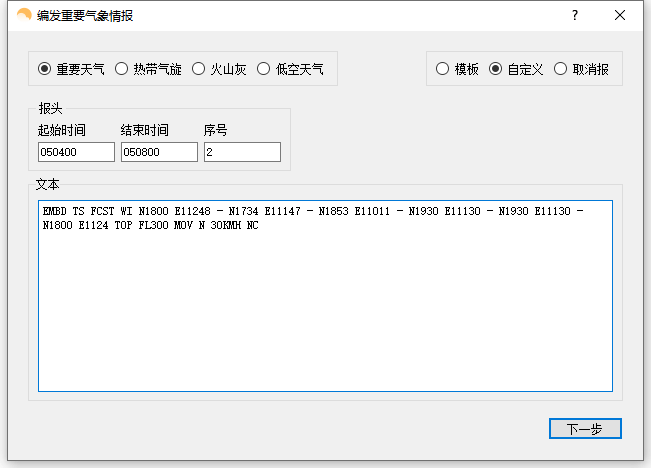 编发重要气象情报
?
重要天气 热带气旋 火山灰 低空天气
模板 自定义 取消报
报头
起始时间 结束时间 序号
050400 050800 2
文本
EMBD TS FCST WI N1800 E11248 - N1734 E11147 - N1853 E11011 - N1930 E11130 - N1930 E11130 -
N1800 E1124 TOP FL300 MOV N 30KMH NC
下一步